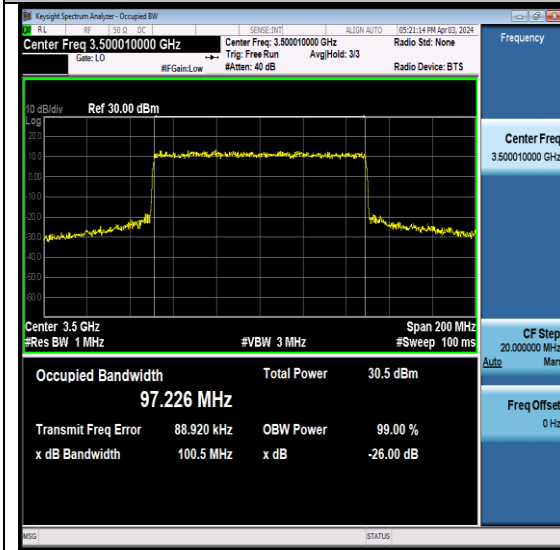 Keysight Spectrum Analyzer - Occupied BW
RL RF 50 Ω DC SENSE:INT ALIGN AUTO 05:21:14 PM Apr 03, 2024
Center Freq 3.500010000 GHz Center Freq: 3.500010000 GHz Radio Std: None Frequency
Gate: LO Trig: Free Run Avg|Hold: 3/3
#IFGain:Low #Atten: 40 dB Radio Device: BTS
10 dB/div Ref 30.00 dBm
Log
20.0
10.0
0.00
-10.0
-20.0
-30.0
-40.0
-50.0
-60.0
Center Freq
3.500010000 GHz
Center 3.5 GHz Span 200 MHz
#Res BW 1 MHz #VBW 3 MHz #Sweep 100 ms
CF Step
20.000000 MHz
Auto Man
Occupied Bandwidth Total Power 30.5 dBm
97.226 MHz
Transmit Freq Error 88.920 kHz OBW Power 99.00 %
x dB Bandwidth 100.5 MHz x dB -26.00 dB
Freq Offset
0 Hz
MSG STATUS